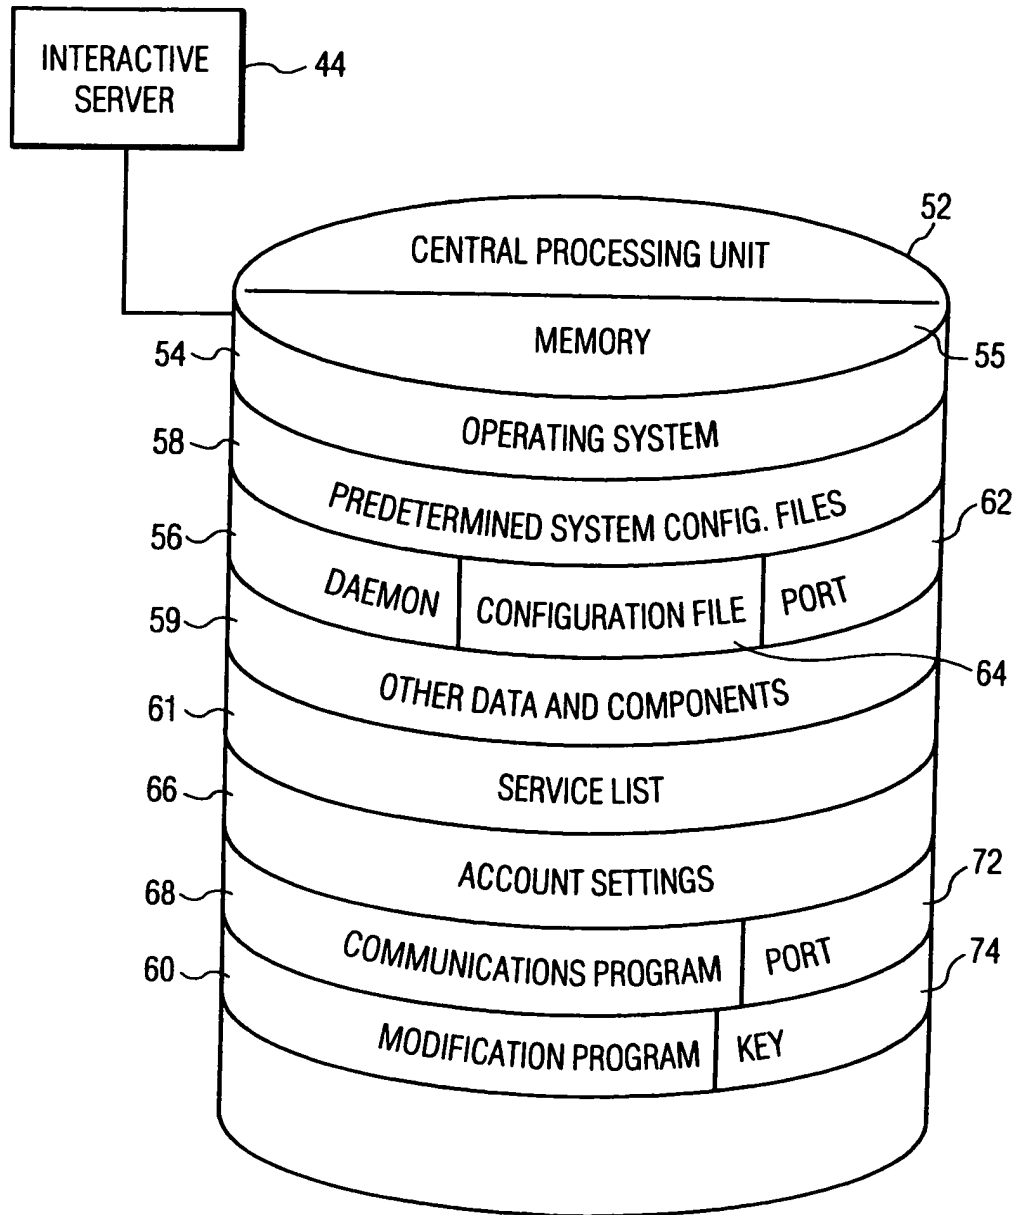 INTERACTIVE
SERVER
44
52
CENTRAL PROCESSING UNIT
MEMORY
54
55
OPERATING SYSTEM
58
PREDETERMINED SYSTEM CONFIG. FILES
62
56
DAEMON
CONFIGURATION FILE
PORT
59
64
OTHER DATA AND COMPONENTS
61
SERVICE LIST
66
ACCOUNT SETTINGS
72
68
COMMUNICATIONS PROGRAM
PORT
74
60
MODIFICATION PROGRAM
KEY